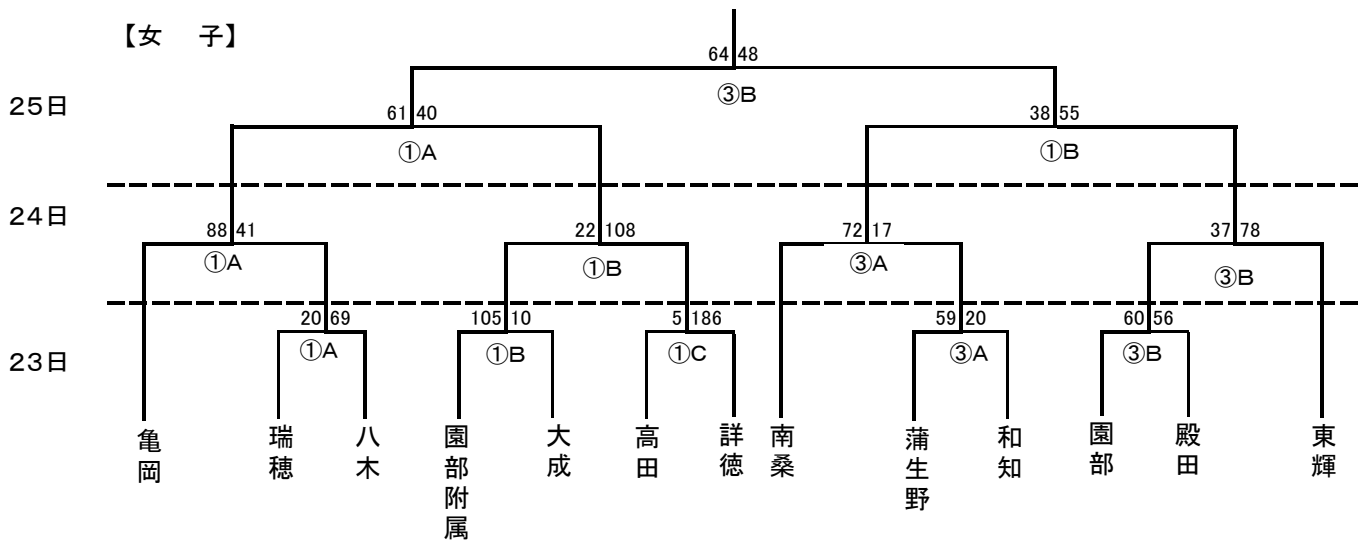 【女　子】
64 48
③B
25日
61 40
38 55
①A
①B
24日
88 41
22 108
72 17
37 78
①A
①B
③A
③B
20 69
105 10
5 186
59 20
60 56
①A
①B
①C
③A
③B
23日
亀岡
瑞穂
八木
園部附属
大成
高田
詳徳
南桑
蒲生野
和知
園部
殿田
東輝